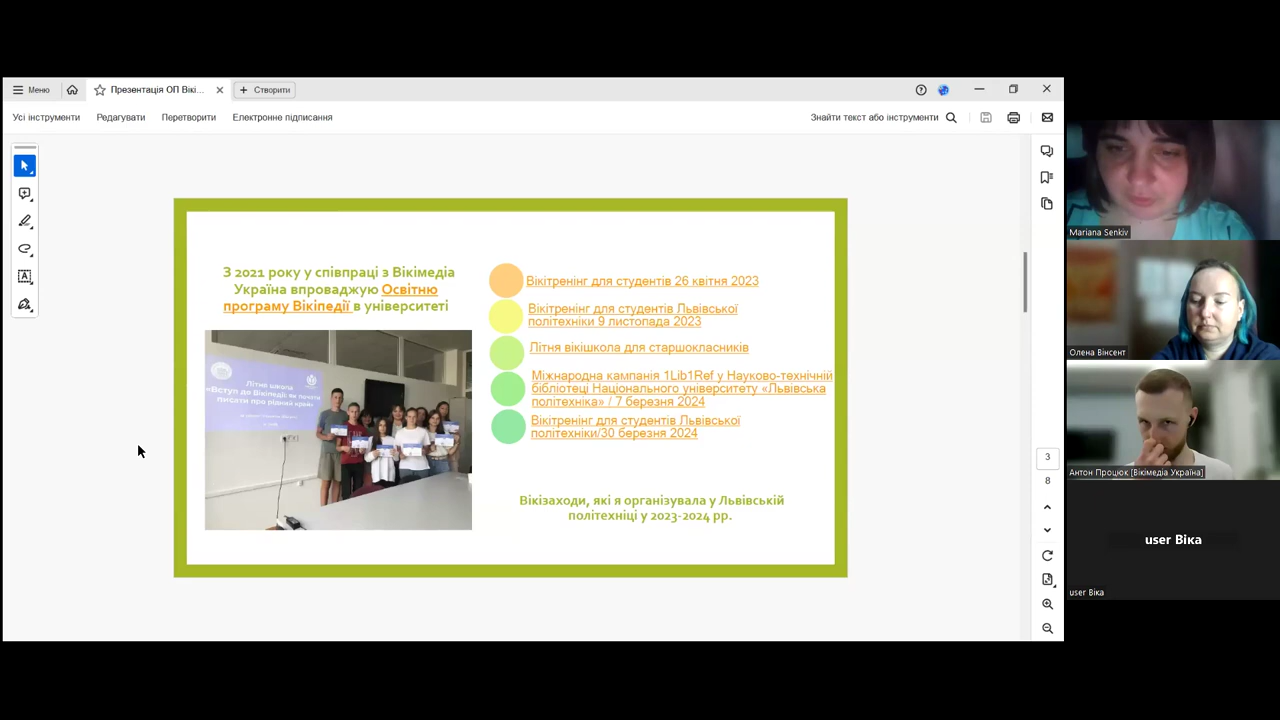 Меню
Презентація ОП Вікі...
Створити
Усі інструменти
Редагувати
Перетворити
Електронне підписання
Знайти текст або інструменти
З 2021 року у співпраці з Вікімедіа
Україна впроваджую Освітню
програму Вікіпедії в університеті
Літня школа
«Вступ до Вікіпедії: як почати
писати про рідний край»
Вікітренінг для студентів 26 квітня 2023
Вікітренінг для студентів Львівської
політехніки 9 листопада 2023
Літня вікішкола для старшокласників
Міжнародна кампанія 1Lib1Ref у Науково-технічній
бібліотеці Національного університету «Львівська
політехніка» / 7 березня 2024
Вікітренінг для студентів Львівської
політехніки/30 березня 2024
Вікізаходи, які я організувала у Львівській
політехніці у 2023-2024 рр.
3
8
Mariana Senkiv
Олена Вінсент
Антон Процюк [Вікімедіа Україна]
user Віка
user Віка